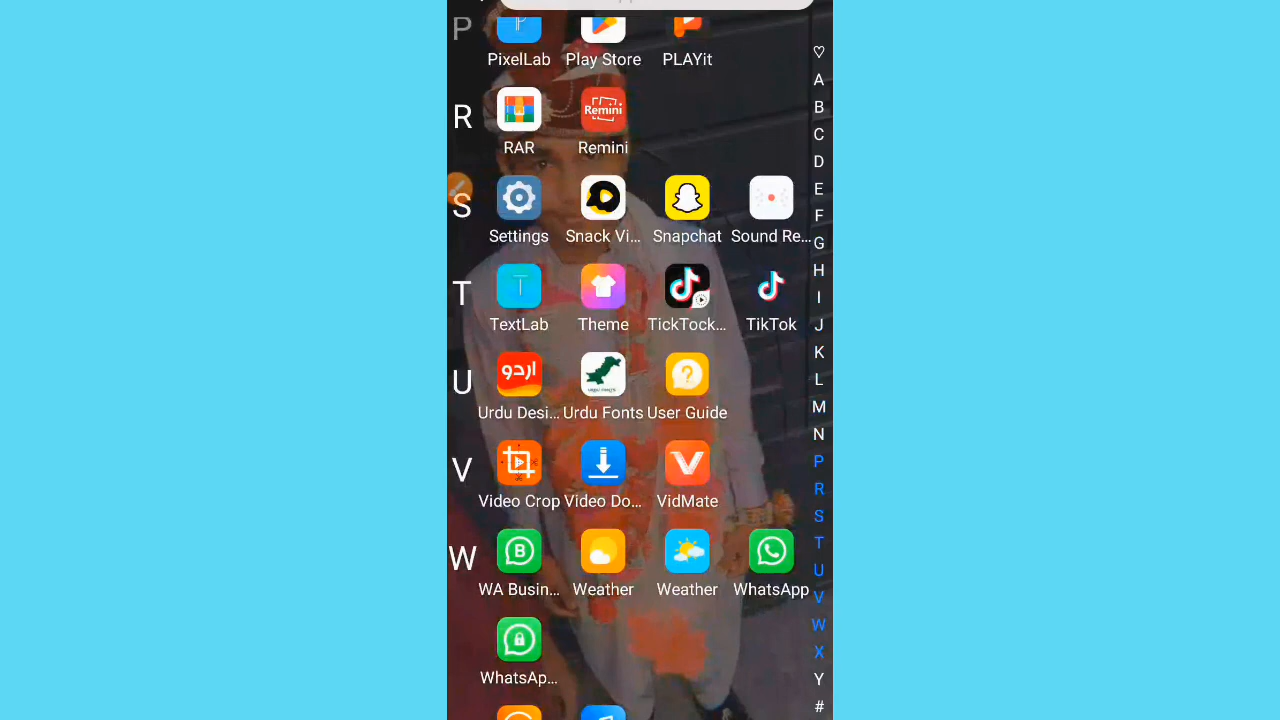 P
PixelLab Play Store PLAYit
R
Remini
RAR Remini
S
Settings Snack Vi... Snapchat Sound Re...
T
T
TextLab Theme TickTock... TikTok
U
اردو
Urdu Desi... Urdu Fonts User Guide
V
Video Crop Video Do... VidMate
W
B
WA Busin... Weather Weather WhatsApp
WhatsAp...
A
B
C
D
E
F
G
H
I
J
K
L
M
N
P
R
S
T
U
V
W
X
Y
#